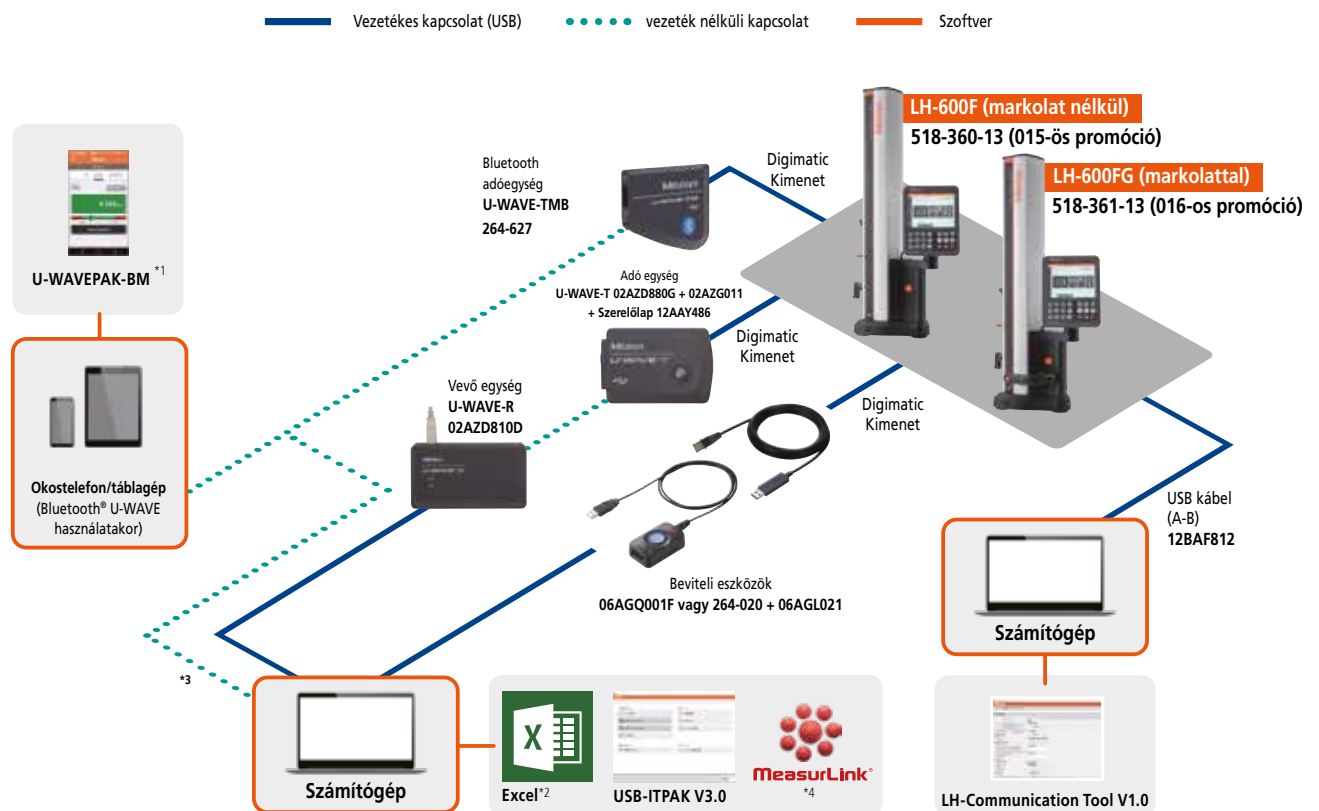 Vezetékes kapcsolat (USB)
vezeték nélküli kapcsolat
Szoftver
LH-600F (markolat nélkül)
518-360-13 (015-ös promóció)
LH-600FG (markolattal)
518-361-13 (016-os promóció)
Bluetooth
adóegység
U-WAVE-TMB
264-627
Mitutoyo
Digimatic
Kimenet
U-WAVEPAK-BM *1
Adó egység
U-WAVE-T 02AZD880G + 02AZG011
+ Szerelőlap 12AAY486
Mitutoyo
Digimatic
Kimenet
Vevő egység
U-WAVE-R
02AZD810D
Digimatic
Kimenet
Okostelefon/táblagép
(Bluetooth® U-WAVE
használatakor)
USB kábel
(A-B)
12BAF812
Beviteli eszközök
06AGQ001F vagy 264-020 + 06AGL021
Számítógép
*3
Számítógép
X
Excel*2
USB-ITPAK V3.0
MeasurLink®
*4
LH-Communication Tool V1.0